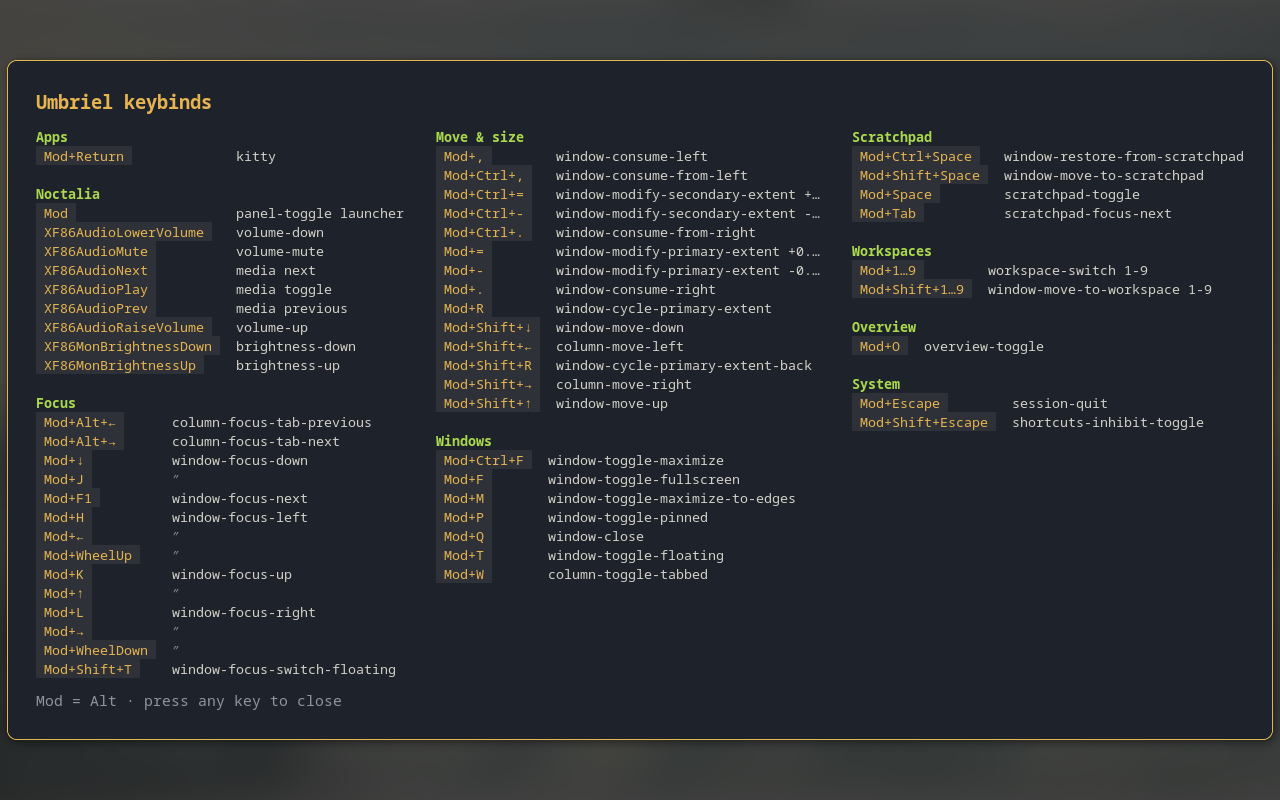 Umbriel keybinds
Apps
Mod+Return kitty
Noctalia
Mod panel-toggle launcher
XF86AudioLowerVolume volume-down
XF86AudioMute volume-mute
XF86AudioNext media next
XF86AudioPlay media toggle
XF86AudioPrev media previous
XF86AudioRaiseVolume volume-up
XF86MonBrightnessDown brightness-down
XF86MonBrightnessUp brightness-up
Focus
Mod+Alt+← column-focus-tab-previous
Mod+Alt+→ column-focus-tab-next
Mod+↓ window-focus-down
Mod+J ″
Mod+F1 window-focus-next
Mod+H window-focus-left
Mod+← ″
Mod+WheelUp ″
Mod+K window-focus-up
Mod+↑ ″
Mod+L window-focus-right
Mod+→ ″
Mod+WheelDown ″
Mod+Shift+T window-focus-switch-floating
Move & size
Mod+, window-consume-left
Mod+Ctrl+, window-consume-from-left
Mod+Ctrl+= window-modify-secondary-extent +…
Mod+Ctrl+- window-modify-secondary-extent -…
Mod+Ctrl+. window-consume-from-right
Mod+= window-modify-primary-extent +0.…
Mod+- window-modify-primary-extent -0.…
Mod+. window-consume-right
Mod+R window-cycle-primary-extent
Mod+Shift+↓ window-move-down
Mod+Shift+← column-move-left
Mod+Shift+R window-cycle-primary-extent-back
Mod+Shift+→ column-move-right
Mod+Shift+↑ window-move-up
Windows
Mod+Ctrl+F window-toggle-maximize
Mod+F window-toggle-fullscreen
Mod+M window-toggle-maximize-to-edges
Mod+P window-toggle-pinned
Mod+Q window-close
Mod+T window-toggle-floating
Mod+W column-toggle-tabbed
Scratchpad
Mod+Ctrl+Space window-restore-from-scratchpad
Mod+Shift+Space window-move-to-scratchpad
Mod+Space scratchpad-toggle
Mod+Tab scratchpad-focus-next
Workspaces
Mod+1…9 workspace-switch 1-9
Mod+Shift+1…9 window-move-to-workspace 1-9
Overview
Mod+O overview-toggle
System
Mod+Escape session-quit
Mod+Shift+Escape shortcuts-inhibit-toggle
Mod = Alt · press any key to close